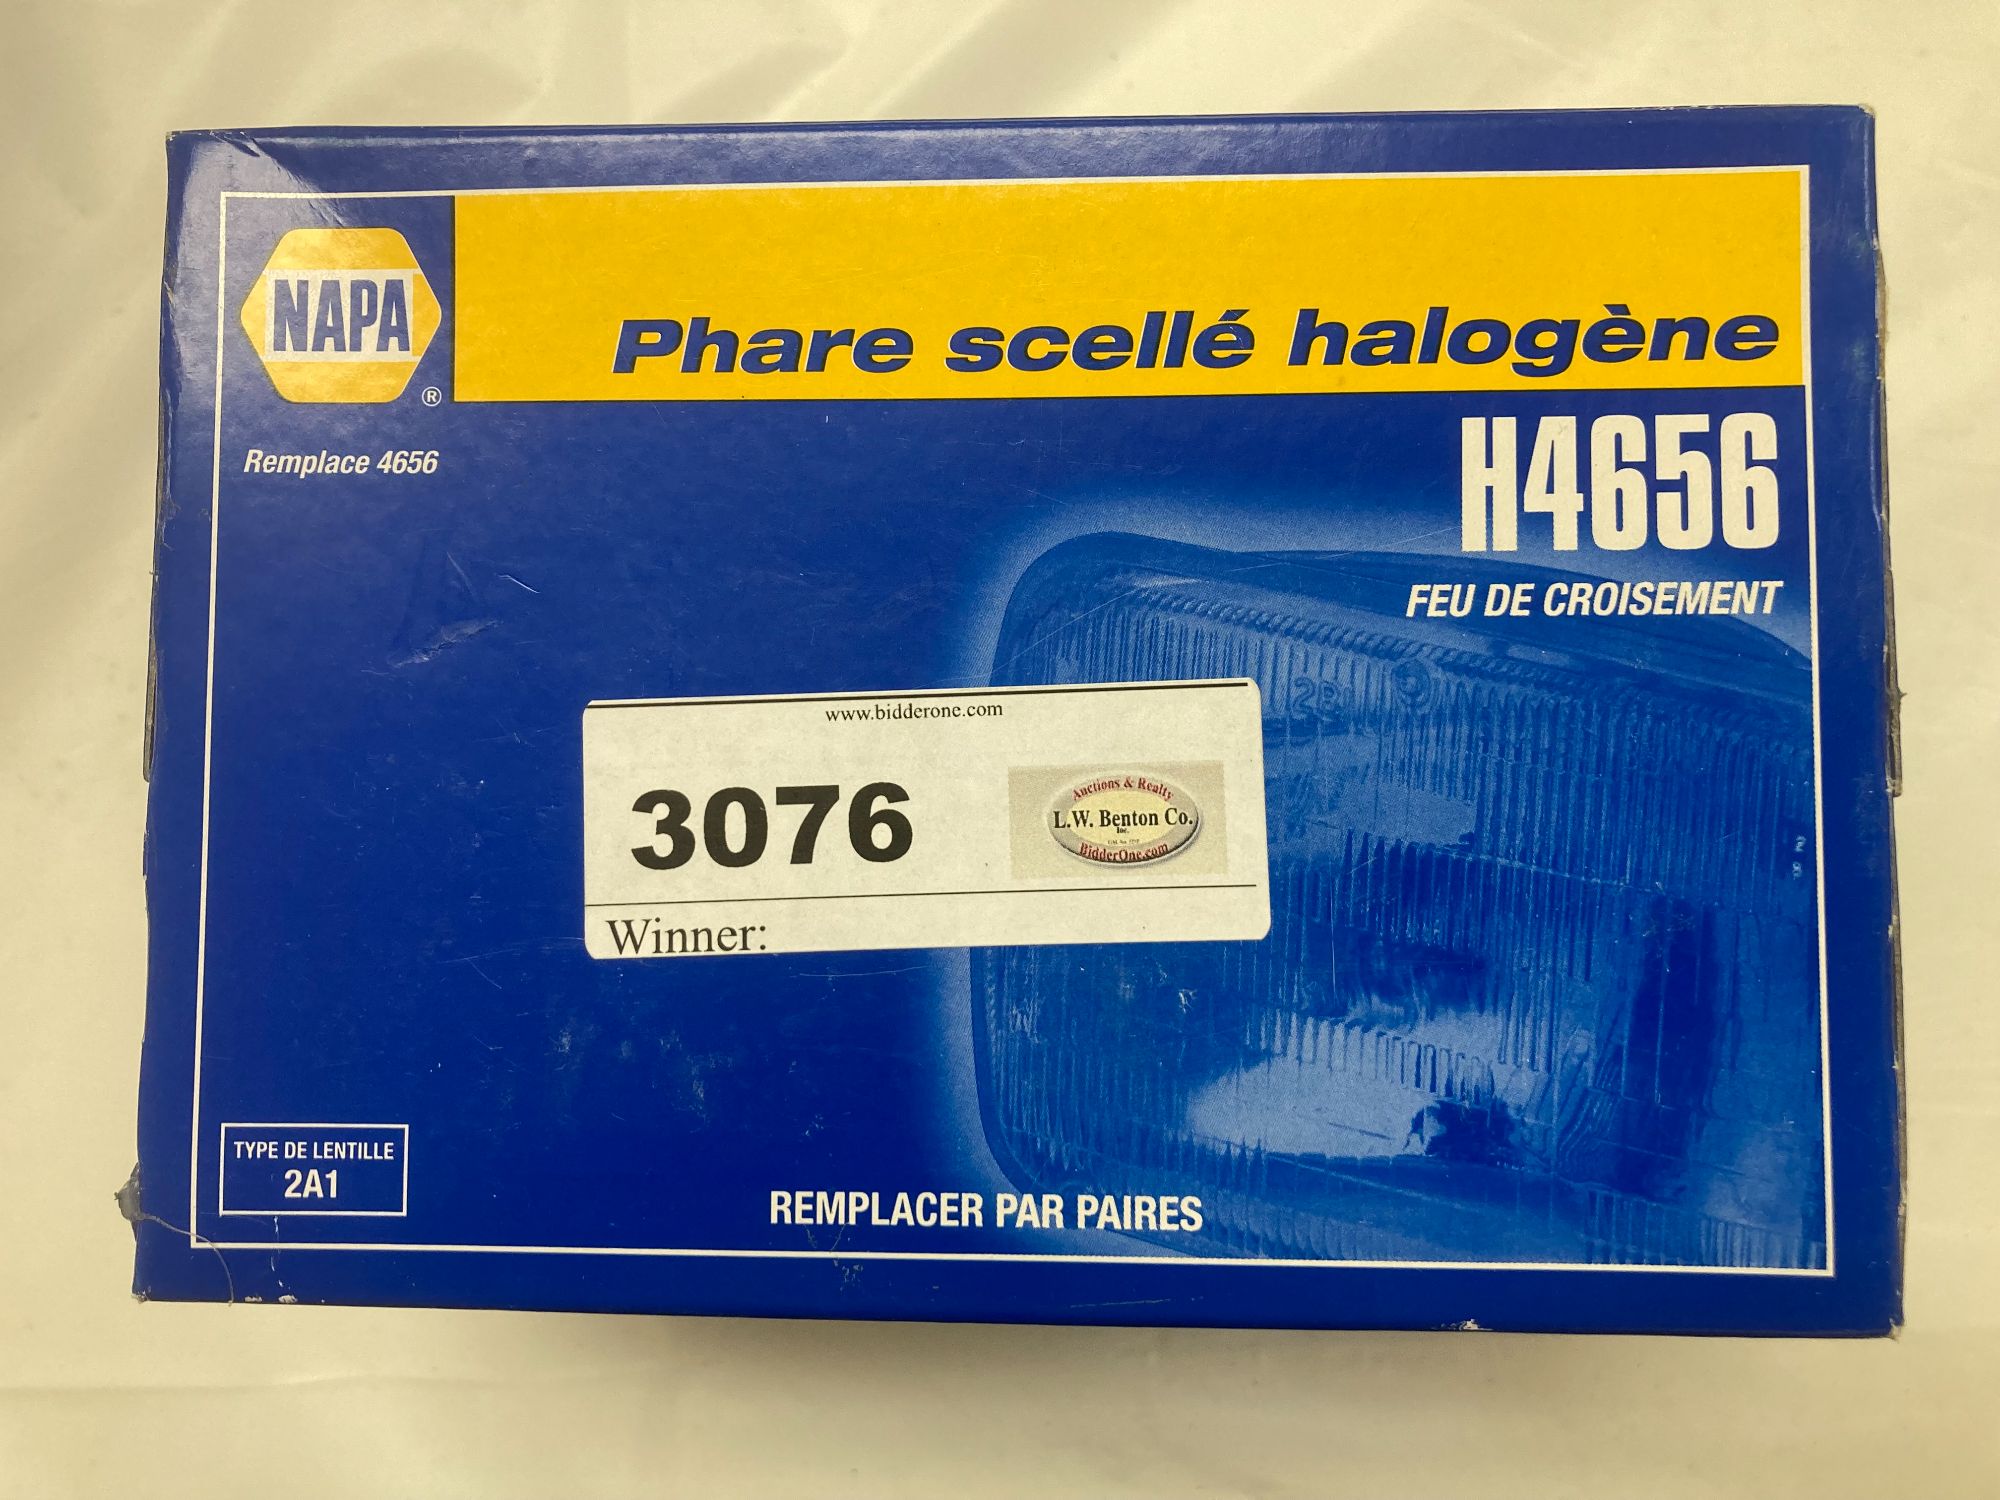 NAPA
®
Phare scellé halogène
Remplace 4656
H4656
FEU DE CROISEMENT
www.bidderone.com
3076
Auctions & Realty
L.W. Benton Co.
Inc.
BidderOne.com
Winner:
TYPE DE LENTILLE
2A1
REMPLACER PAR PAIRES